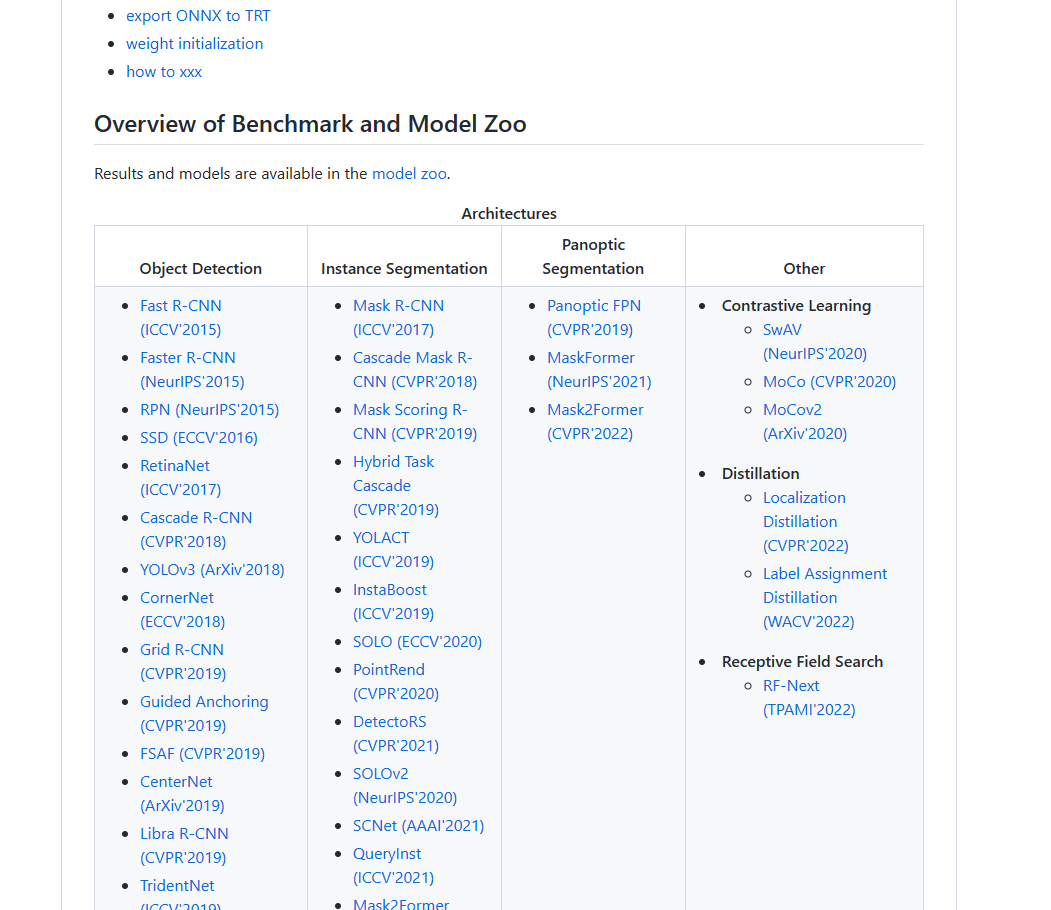 export ONNX to TRT
weight initialization
how to xxx
Overview of Benchmark and Model Zoo
Results and models are available in the model zoo.
Architectures
Object Detection
Instance Segmentation
Panoptic
Segmentation
Other
Fast R-CNN
(ICCV'2015)
Faster R-CNN
(NeurIPS'2015)
RPN (NeurIPS'2015)
SSD (ECCV'2016)
RetinaNet
(ICCV'2017)
Cascade R-CNN
(CVPR'2018)
YOLOv3 (ArXiv'2018)
CornerNet
(ECCV'2018)
Grid R-CNN
(CVPR'2019)
Guided Anchoring
(CVPR'2019)
FSAF (CVPR'2019)
CenterNet
(ArXiv'2019)
Libra R-CNN
(CVPR'2019)
TridentNet
(ICCV'2019)
Mask R-CNN
(ICCV'2017)
Cascade Mask R-
CNN (CVPR'2018)
Mask Scoring R-
CNN (CVPR'2019)
Hybrid Task
Cascade
(CVPR'2019)
YOLACT
(ICCV'2019)
InstaBoost
(ICCV'2019)
SOLO (ECCV'2020)
PointRend
(CVPR'2020)
DetectoRS
(CVPR'2021)
SOLOv2
(NeurIPS'2020)
SCNet (AAAI'2021)
QueryInst
(ICCV'2021)
Mask2Former
Panoptic FPN
(CVPR'2019)
MaskFormer
(NeurIPS'2021)
Mask2Former
(CVPR'2022)
Contrastive Learning
SwAV
(NeurIPS'2020)
MoCo (CVPR'2020)
MoCov2
(ArXiv'2020)
Distillation
Localization
Distillation
(CVPR'2022)
Label Assignment
Distillation
(WACV'2022)
Receptive Field Search
RF-Next
(TPAMI'2022)